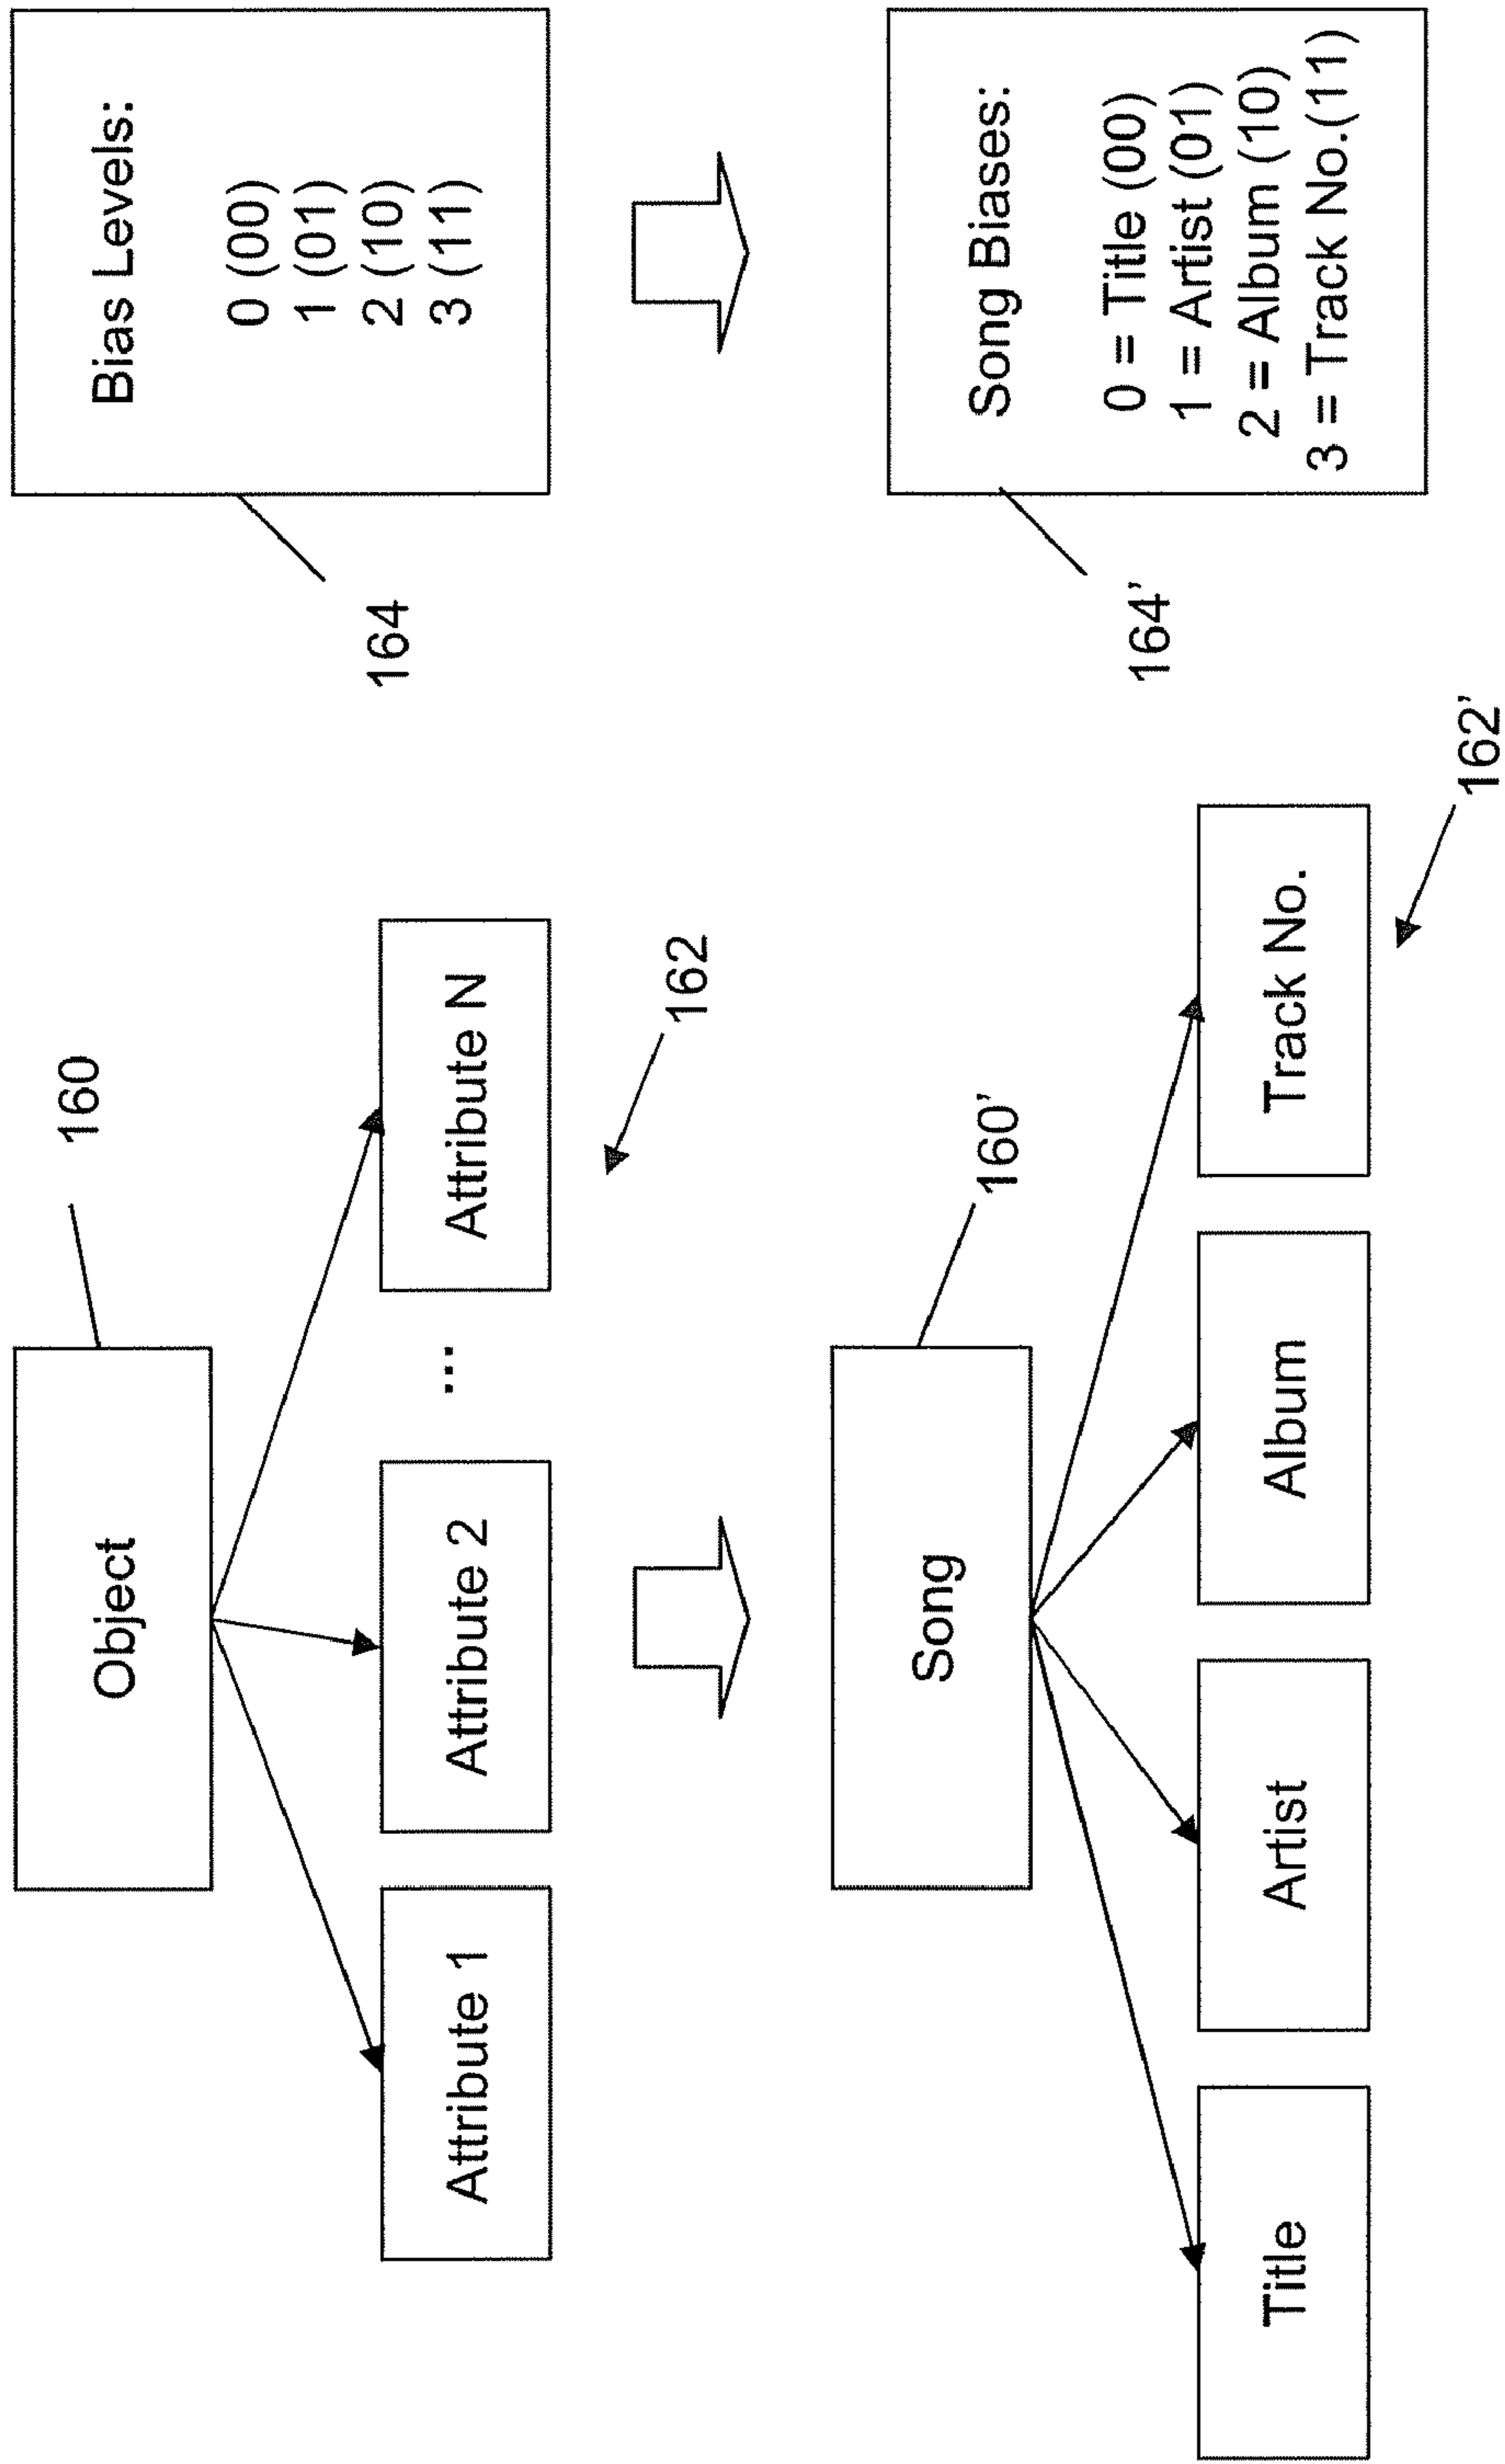 160
Object
Attribute 1
Attribute 2
...
Attribute N
162
Bias Levels:
0 (00)
1 (01)
2 (10)
3 (11)
164
160'
Song
Title
Artist
Album
Track No.
162'
Song Biases:
0 = Title (00)
1 = Artist (01)
2 = Album (10)
3 = Track No.(11)
164'